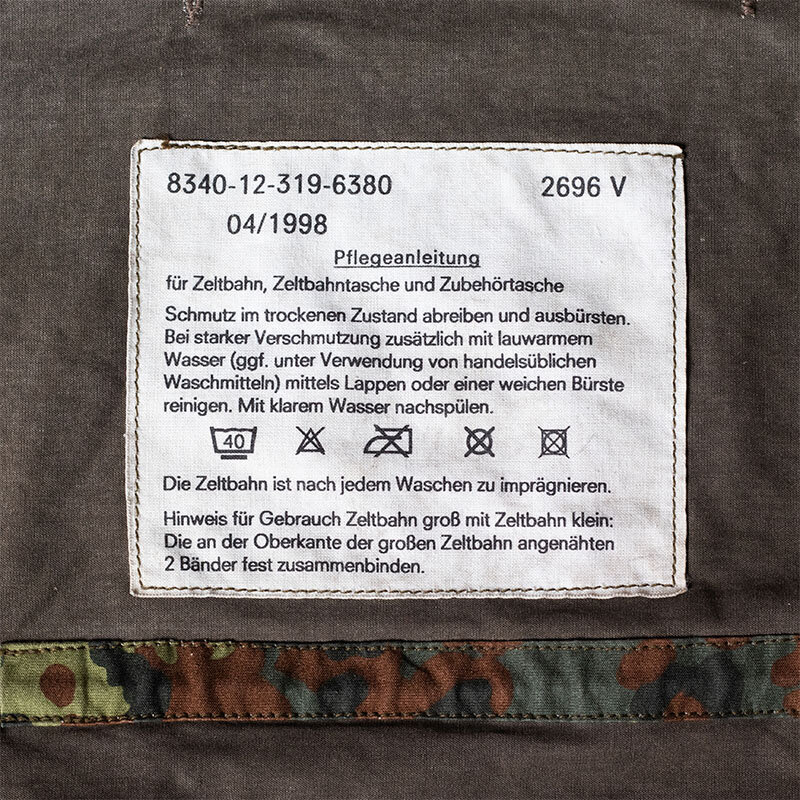 8340-12-319-6380 2696 V
04/1998
Pflegeanleitung
für Zeltbahn, Zeltbahntasche und Zubehörtasche
Schmutz im trockenen Zustand abreiben und ausbürsten.
Bei starker Verschmutzung zusätzlich mit lauwarmem
Wasser (ggf. unter Verwendung von handelsüblichen
Waschmitteln) mittels Lappen oder einer weichen Bürste
reinigen. Mit klarem Wasser nachspülen.
40
Die Zeltbahn ist nach jedem Waschen zu imprägnieren.
Hinweis für Gebrauch Zeltbahn groß mit Zeltbahn klein:
Die an der Oberkante der großen Zeltbahn angenähten
2 Bänder fest zusammenbinden.